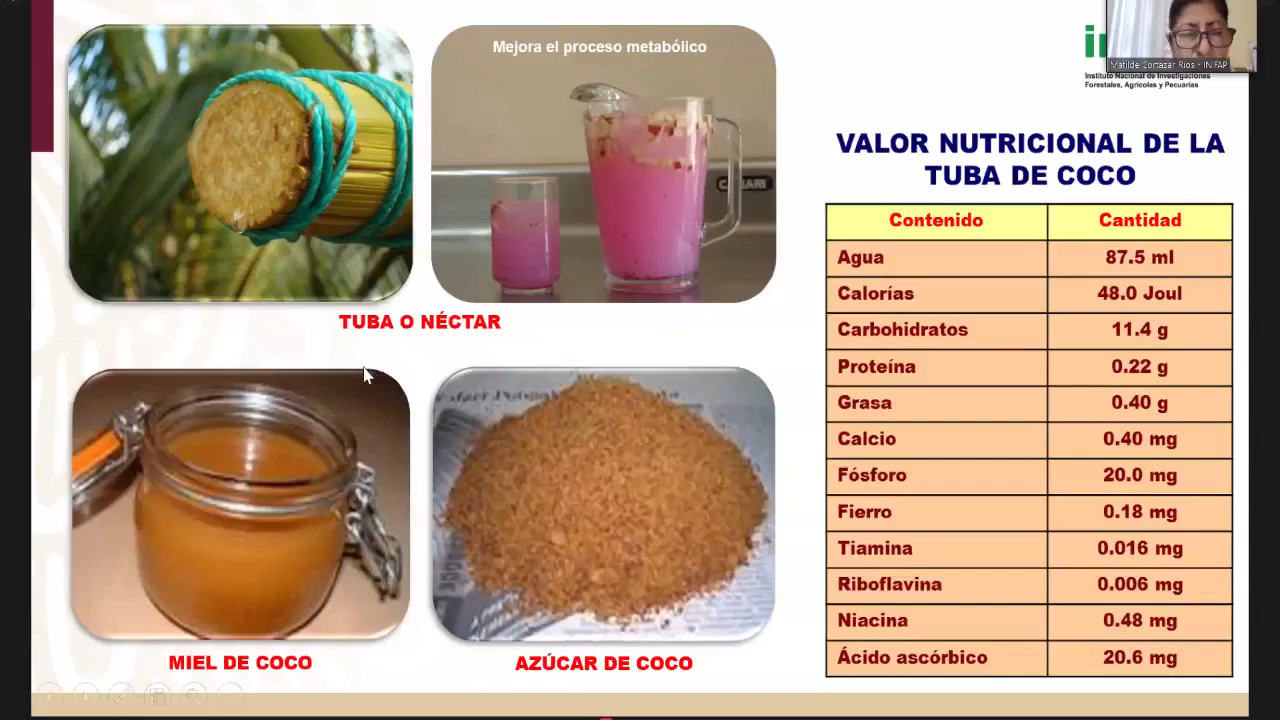 Mejora el proceso metabólico
Matilde Cortazar Rios - INIFAP
Instituto Nacional de Investigaciones
Forestales, Agrícolas y Pecuarias
VALOR NUTRICIONAL DE LA
TUBA DE COCO
Contenido Cantidad
Agua 87.5 ml
Calorías 48.0 Joul
Carbohidratos 11.4 g
Proteína 0.22 g
Grasa 0.40 g
Calcio 0.40 mg
Fósforo 20.0 mg
Fierro 0.18 mg
Tiamina 0.016 mg
Riboflavina 0.006 mg
Niacina 0.48 mg
Ácido ascórbico 20.6 mg
TUBA O NÉCTAR
MIEL DE COCO
AZÚCAR DE COCO